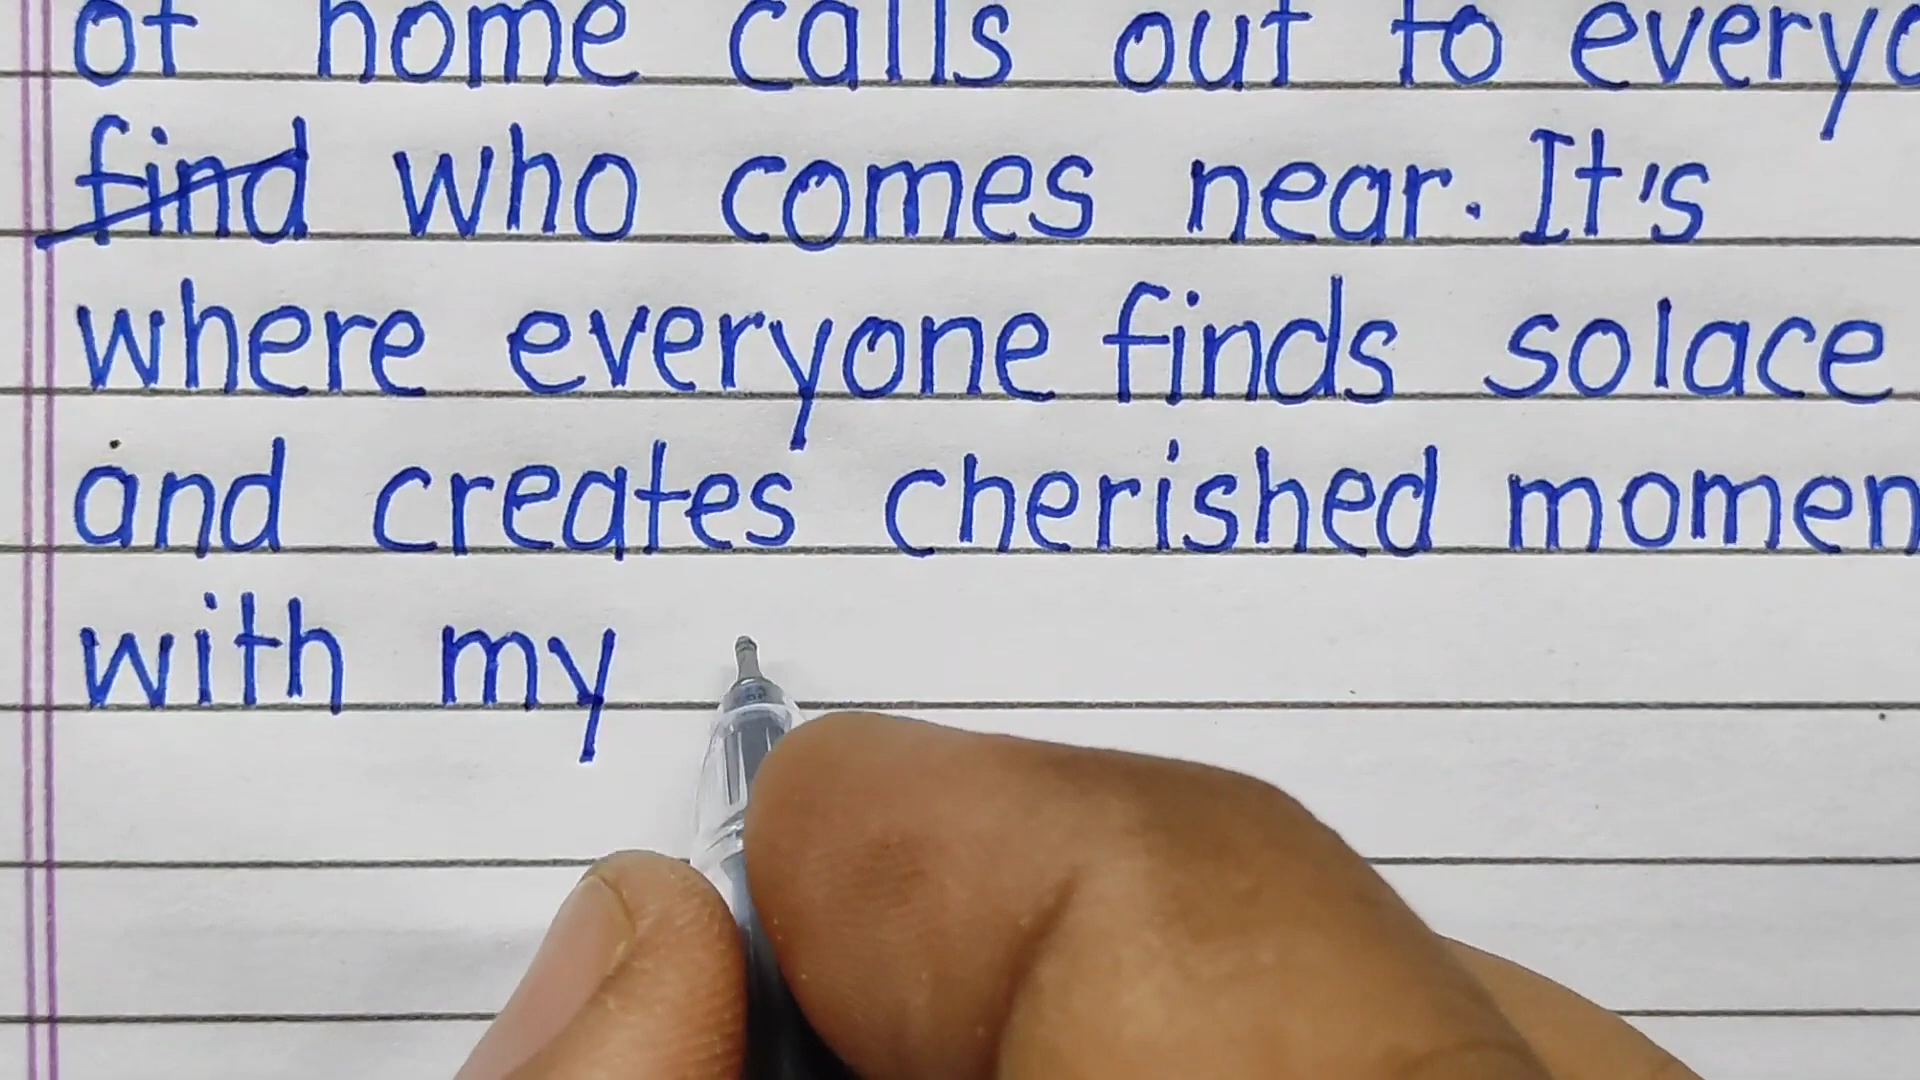 of home calls out to everyo
find who comes near. It's
where everyone finds solace
and creates cherished momen
with my